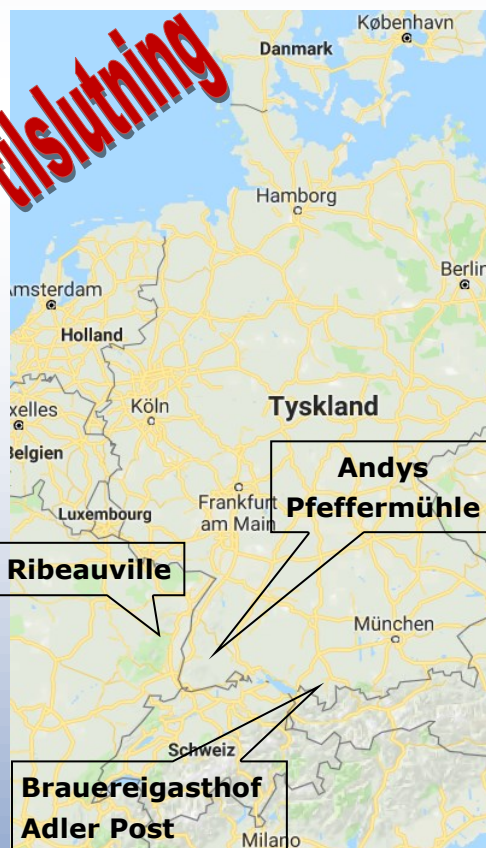 tilslutning
København
Danmark
Hamborg
Berlin
Amsterdam
Holland
xelles
Belgien
Köln
Tyskland
Andys
Pfeffermühle
Frankfurt
am Main
Luxembourg
Ribeauville
München
Schweiz
Brauereigasthof
Adler Post
Milano